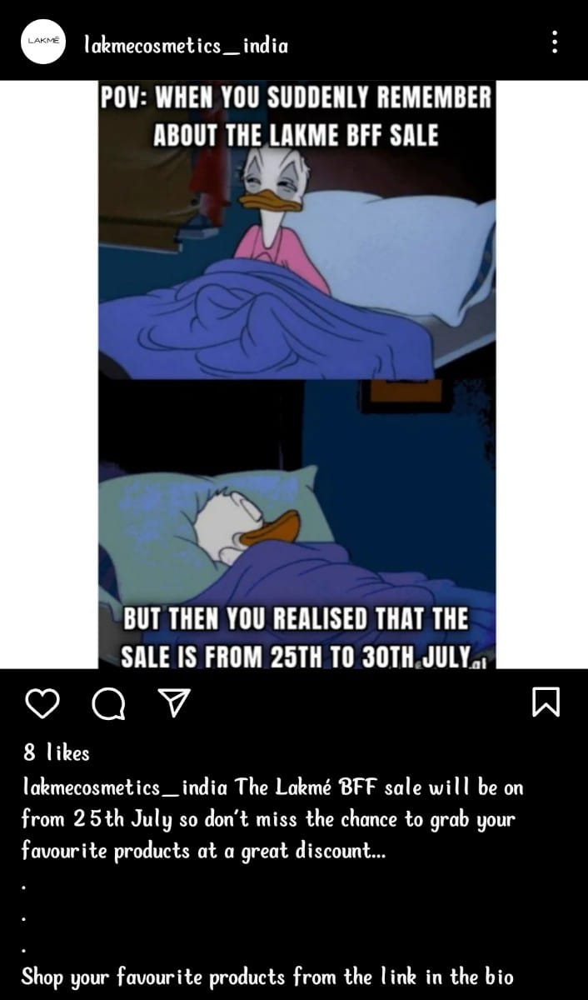 LAKMĒ
lakmecosmetics_india
POV: WHEN YOU SUDDENLY REMEMBER
ABOUT THE LAKME BFF SALE
BUT THEN YOU REALISED THAT THE
SALE IS FROM 25TH TO 30TH JULY
8 likes
lakmecosmetics_india The Lakmé BFF sale will be on
from 25th July so don't miss the chance to grab your
favourite products at a great discount...
.
.
.
Shop your favourite products from the link in the bio